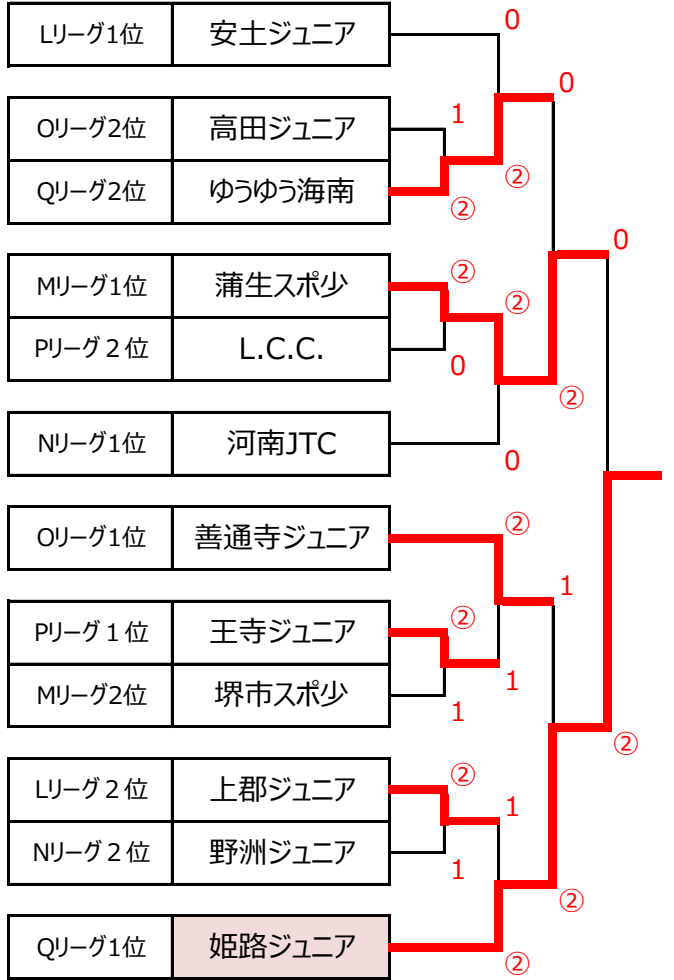 Lリーグ1位 安土ジュニア 0
0
Oリーグ2位 高田ジュニア 1
Qリーグ2位 ゆうゆう海南 ② ②
0
Mリーグ1位 蒲生スポ少 ② ②
Pリーグ２位 L.C.C. 0
②
Nリーグ1位 河南JTC 0
Oリーグ1位 善通寺ジュニア ②
1
Pリーグ１位 王寺ジュニア ②
Mリーグ2位 堺市スポ少 1 1
②
Lリーグ２位 上郡ジュニア ② 1
Nリーグ２位 野洲ジュニア 1
②
Qリーグ1位 姫路ジュニア ②